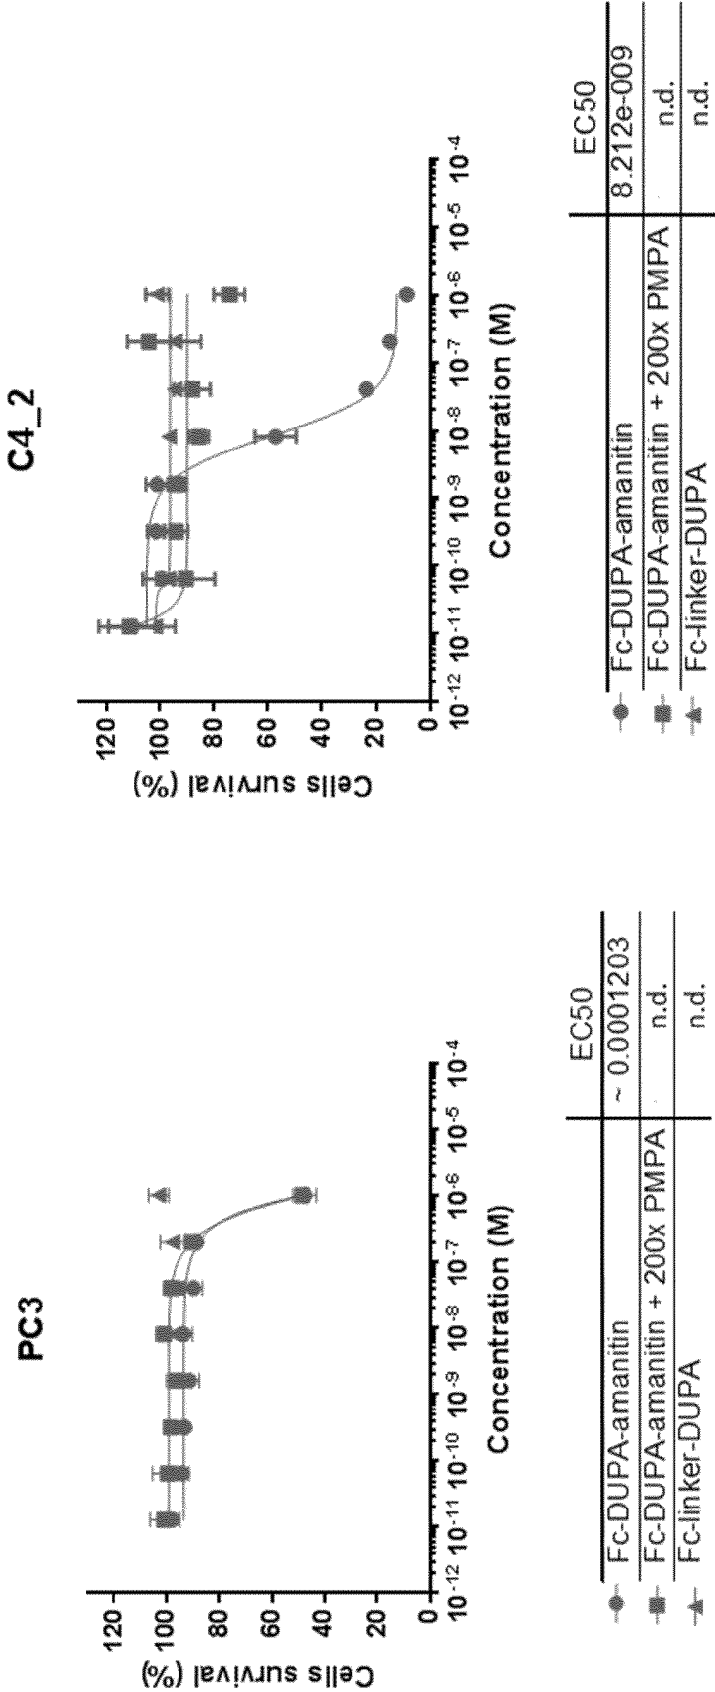 PC3
Cells survival (%)
120
100
80
60
40
20
0
10-12 10-11 10-10 10-9 10-8 10-7 10-6 10-5 10-4
Concentration (M)
EC50
Fc-DUPA-amanitin ~ 0.0001203
Fc-DUPA-amanitin + 200x PMPA n.d.
Fc-linker-DUPA n.d.
C4_2
Cells survival (%)
120
100
80
60
40
20
0
10-12 10-11 10-10 10-9 10-8 10-7 10-6 10-5 10-4
Concentration (M)
EC50
Fc-DUPA-amanitin 8.212e-009
Fc-DUPA-amanitin + 200x PMPA n.d.
Fc-linker-DUPA n.d.